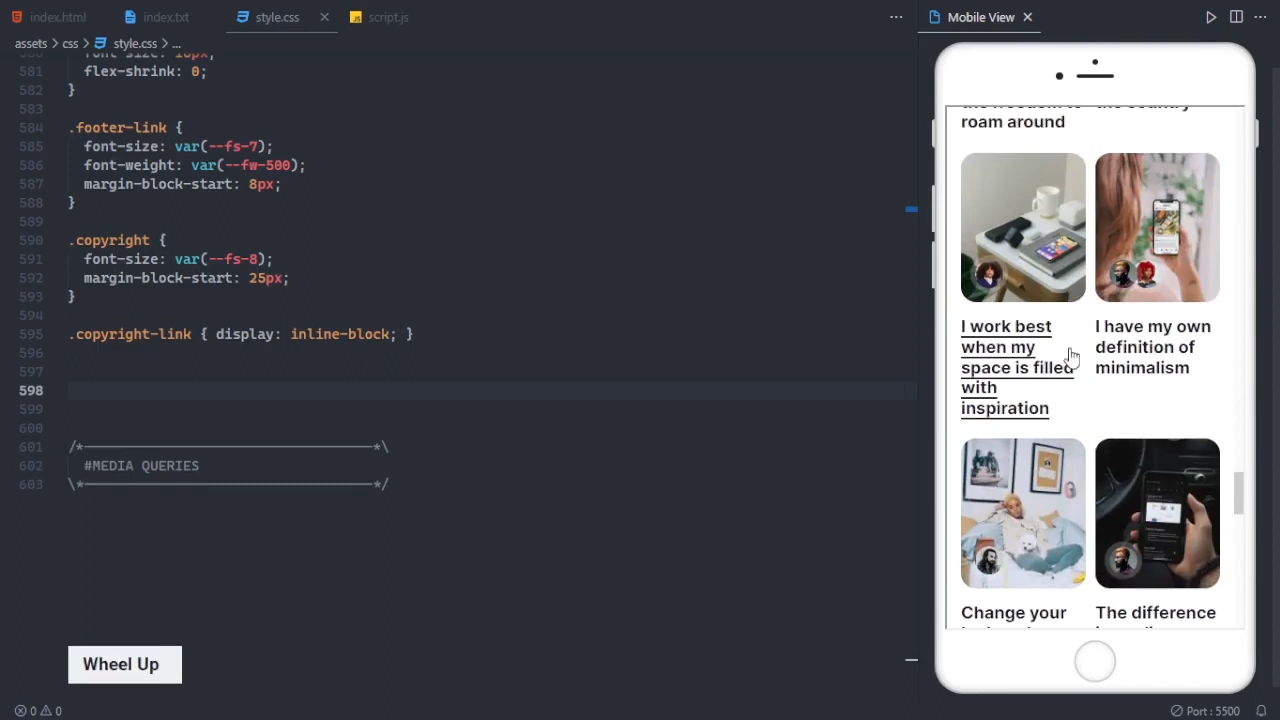 index.html
index.txt
style.css
script.js
Mobile View
assets > css > style.css > ...
581
flex-shrink: 0;
582
}
583
584
.footer-link {
585
font-size: var(--fs-7);
586
font-weight: var(--fw-500);
587
margin-block-start: 8px;
588
}
589
590
.copyright {
591
font-size: var(--fs-8);
592
margin-block-start: 25px;
593
}
594
595
.copyright-link { display: inline-block; }
596
597
598
599
600
601
/*-----------------------------------*\
602
#MEDIA QUERIES
603
\*-----------------------------------*/
Wheel Up
roam around
I work best
when my
space is filled
with
inspiration
I have my own
definition of
minimalism
Change your
The difference
0 0
Port : 5500